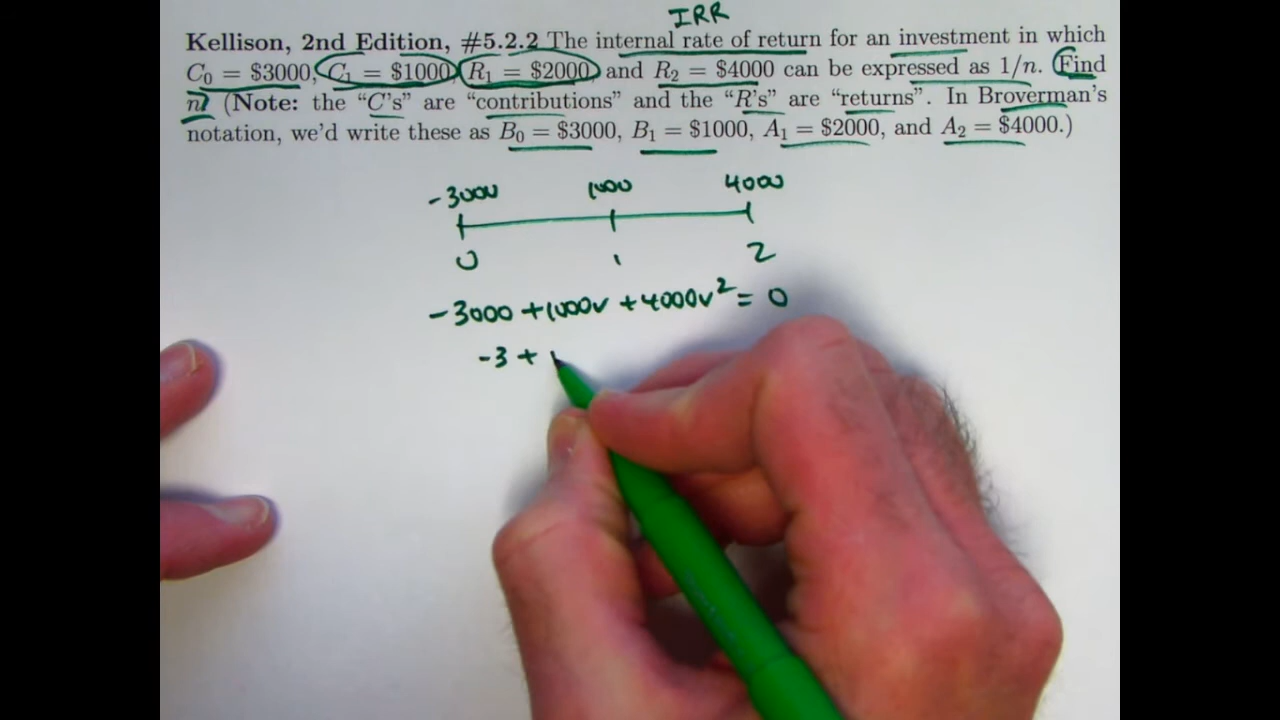 IRR
Kellison, 2nd Edition, #5.2.2 The internal rate of return for an investment in which
C₀ = $3000, C₁ = $1000, R₁ = $2000 and R₂ = $4000 can be expressed as 1/n. Find
n. (Note: the “C’s” are “contributions” and the “R’s” are “returns”. In Broverman’s
notation, we’d write these as B₀ = $3000, B₁ = $1000, A₁ = $2000, and A₂ = $4000.)
-3000 1000 4000
0 1 2
-3000 + 1000v + 4000v² = 0
-3 +